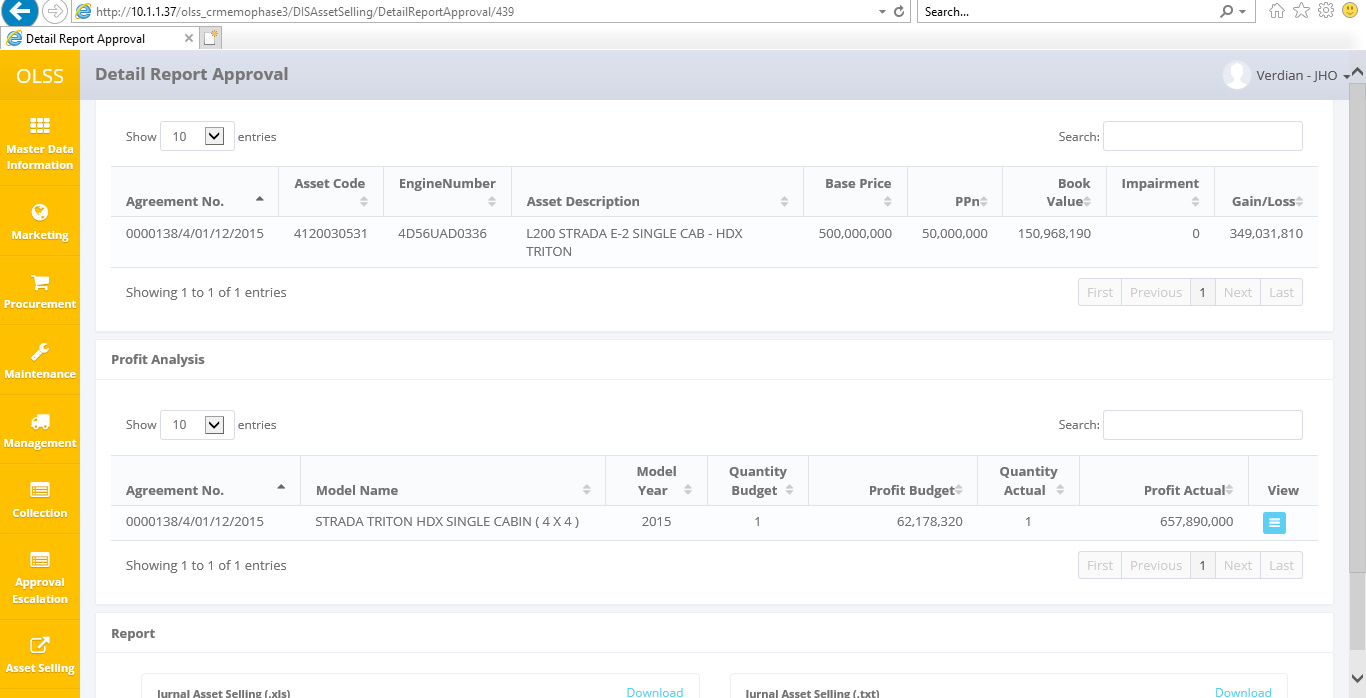 http://10.1.1.37/olss_crmemophase3/DISAssetSelling/DetailReportApproval/439
Search...
Detail Report Approval
OLSS
Detail Report Approval
Verdian - JHO
Master Data
Information
Marketing
Procurement
Maintenance
Management
Collection
Approval
Escalation
Asset Selling
Show 10 entries
Search:
Agreement No. Asset Code EngineNumber Asset Description Base Price PPn Book Value Impairment Gain/Loss
0000138/4/01/12/2015 4120030531 4D56UAD0336 L200 STRADA E-2 SINGLE CAB - HDX 500,000,000 50,000,000 150,968,190 0 349,031,810
TRITON
Showing 1 to 1 of 1 entries
First Previous 1 Next Last
Profit Analysis
Show 10 entries
Search:
Agreement No. Model Name Model Year Quantity Budget Profit Budget Quantity Actual Profit Actual View
0000138/4/01/12/2015 STRADA TRITON HDX SINGLE CABIN ( 4 X 4 ) 2015 1 62,178,320 1 657,890,000
Showing 1 to 1 of 1 entries
First Previous 1 Next Last
Report
Jurnal Asset Selling (.xls) Download
Jurnal Asset Selling (.txt) Download